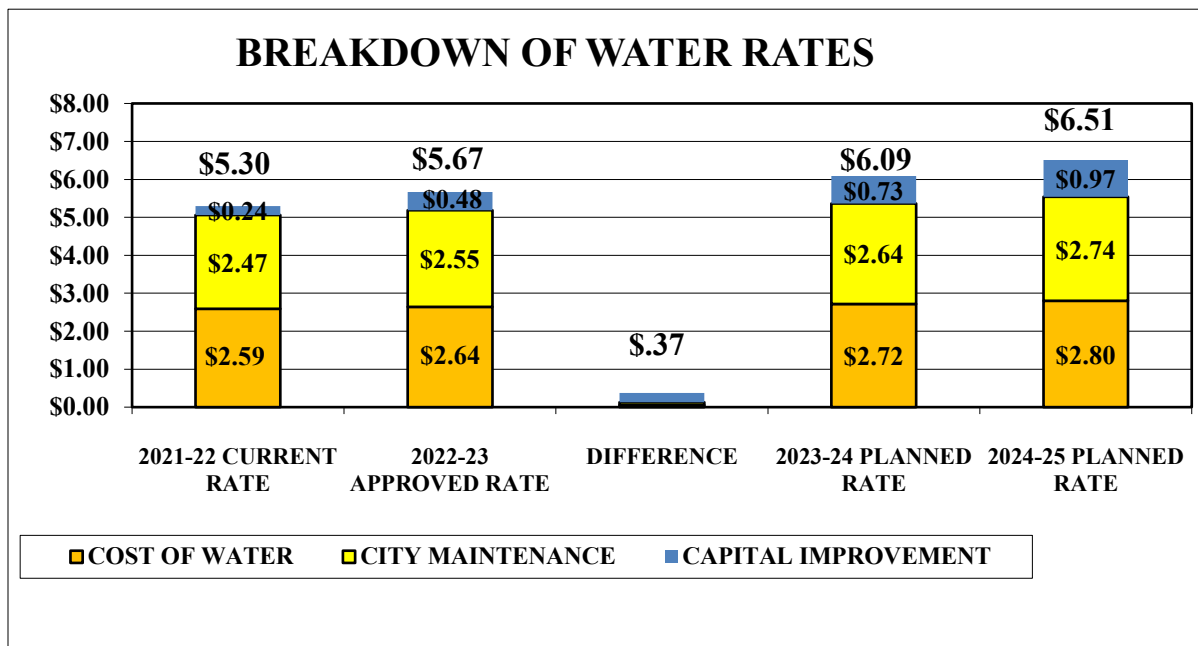 BREAKDOWN OF WATER RATES
$8.00
$7.00
$6.00
$5.00
$4.00
$3.00
$2.00
$1.00
$0.00
$5.30
$0.24
$2.47
$2.59
$5.67
$0.48
$2.55
$2.64
$.37
$6.09
$0.73
$2.64
$2.72
$6.51
$0.97
$2.74
$2.80
2021-22 CURRENT
RATE
2022-23
APPROVED RATE
DIFFERENCE
2023-24 PLANNED
RATE
2024-25 PLANNED
RATE
COST OF WATER
CITY MAINTENANCE
CAPITAL IMPROVEMENT